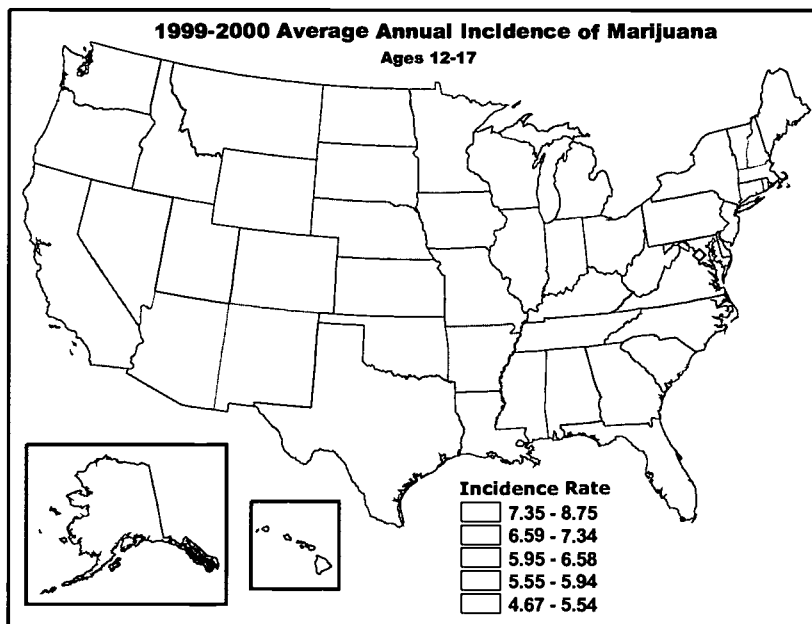 1999-2000 Average Annual Incidence of Marijuana
Ages 12-17
Incidence Rate
7.35 - 8.75
6.59 - 7.34
5.95 - 6.58
5.55 - 5.94
4.67 - 5.54